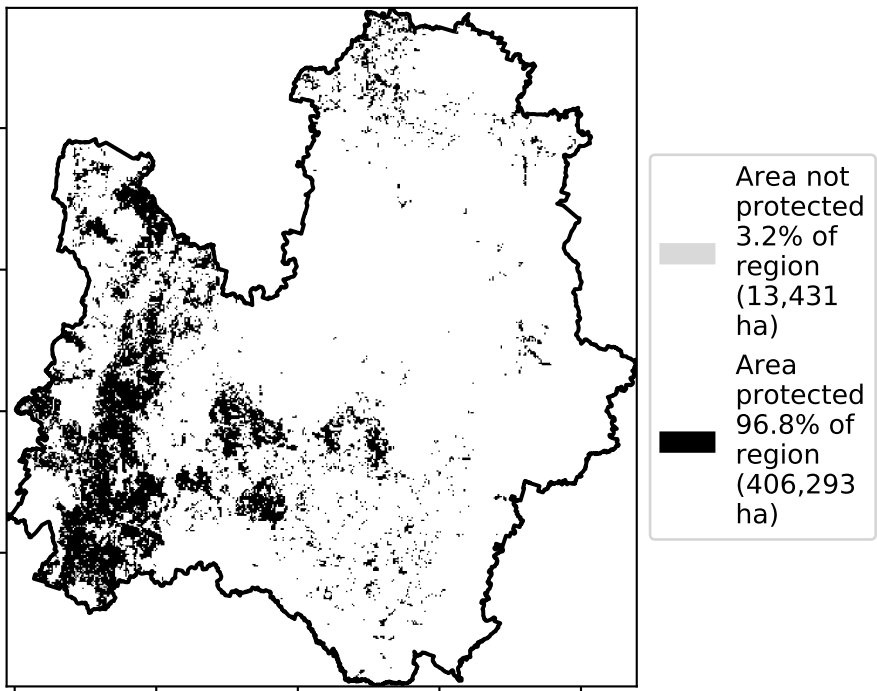 Area not
protected
3.2% of
region
(13,431
ha)
Area
protected
96.8% of
region
(406,293
ha)